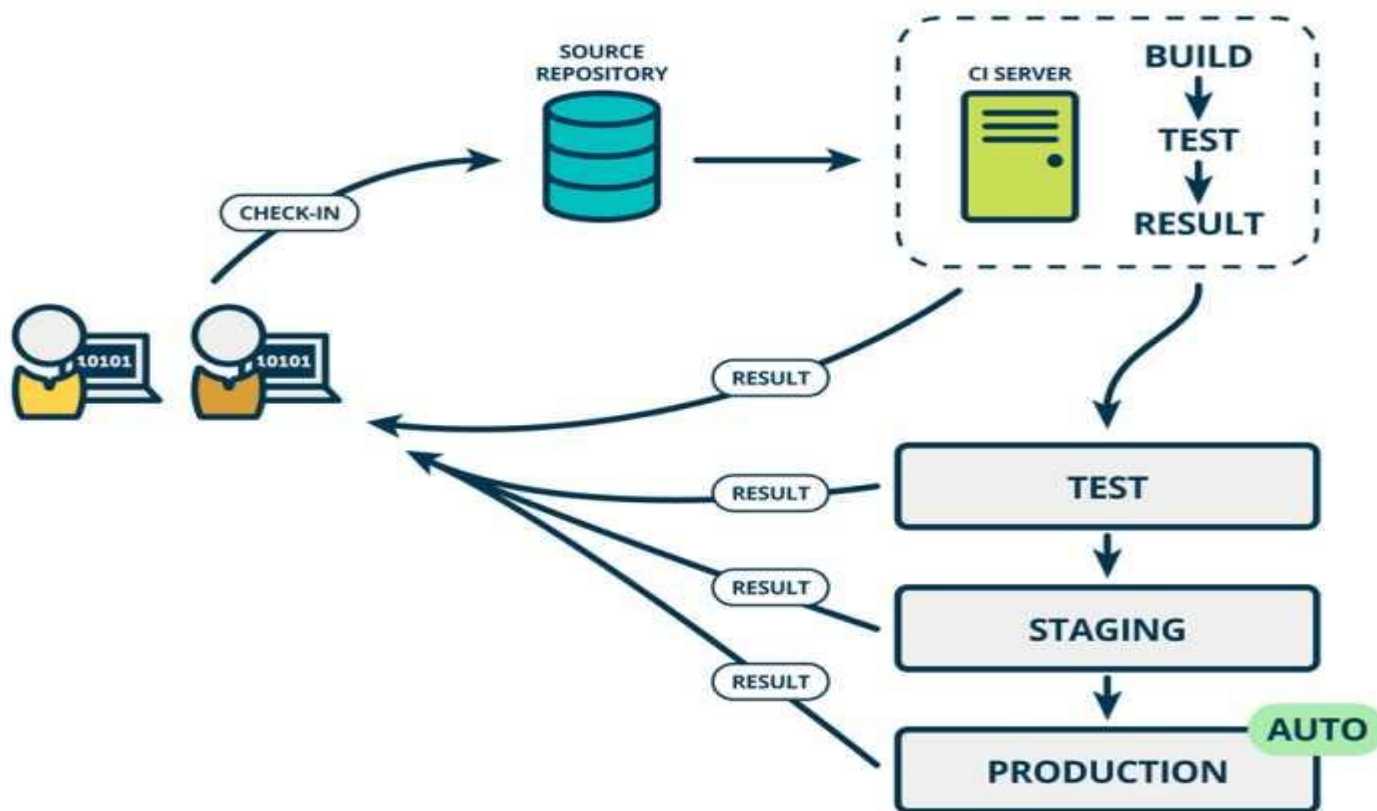 SOURCE
REPOSITORY
CI SERVER
BUILD
TEST
RESULT
CHECK-IN
10101
10101
RESULT
RESULT
TEST
RESULT
STAGING
RESULT
AUTO
PRODUCTION